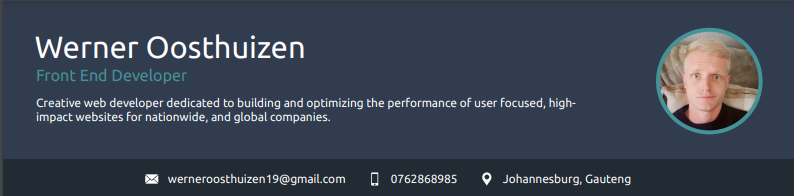 Werner Oosthuizen
Front End Developer
Creative web developer dedicated to building and optimizing the performance of user focused, high-
impact websites for nationwide, and global companies.
werneroosthuizen19@gmail.com 0762868985 Johannesburg, Gauteng